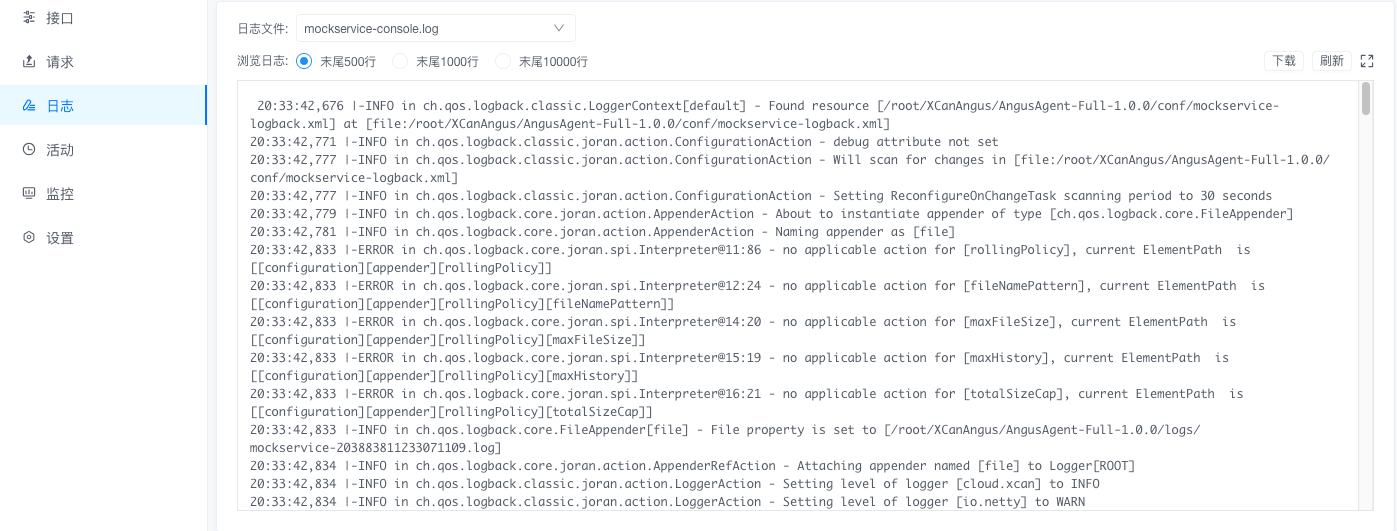 接口
请求
日志
活动
监控
设置
日志文件: mockservice-console.log
浏览日志: 末尾500行 末尾1000行 末尾10000行 下载 刷新
20:33:42,676 |-INFO in ch.qos.logback.classic.LoggerContext[default] - Found resource [/root/XCanAngus/AngusAgent-Full-1.0.0/conf/mockservice-
logback.xml] at [file:/root/XCanAngus/AngusAgent-Full-1.0.0/conf/mockservice-logback.xml]
20:33:42,771 |-INFO in ch.qos.logback.classic.joran.action.ConfigurationAction - debug attribute not set
20:33:42,777 |-INFO in ch.qos.logback.classic.joran.action.ConfigurationAction - Will scan for changes in [file:/root/XCanAngus/AngusAgent-Full-1.0.0/
conf/mockservice-logback.xml]
20:33:42,777 |-INFO in ch.qos.logback.classic.joran.action.ConfigurationAction - Setting ReconfigureOnChangeTask scanning period to 30 seconds
20:33:42,779 |-INFO in ch.qos.logback.core.joran.action.AppenderAction - About to instantiate appender of type [ch.qos.logback.core.FileAppender]
20:33:42,781 |-INFO in ch.qos.logback.core.joran.action.AppenderAction - Naming appender as [file]
20:33:42,833 |-ERROR in ch.qos.logback.core.joran.spi.Interpreter@11:86 - no applicable action for [rollingPolicy], current ElementPath  is
[[configuration][appender][rollingPolicy]]
20:33:42,833 |-ERROR in ch.qos.logback.core.joran.spi.Interpreter@12:24 - no applicable action for [fileNamePattern], current ElementPath  is
[[configuration][appender][rollingPolicy][fileNamePattern]]
20:33:42,833 |-ERROR in ch.qos.logback.core.joran.spi.Interpreter@14:20 - no applicable action for [maxFileSize], current ElementPath  is
[[configuration][appender][rollingPolicy][maxFileSize]]
20:33:42,833 |-ERROR in ch.qos.logback.core.joran.spi.Interpreter@15:19 - no applicable action for [maxHistory], current ElementPath  is
[[configuration][appender][rollingPolicy][maxHistory]]
20:33:42,833 |-ERROR in ch.qos.logback.core.joran.spi.Interpreter@16:21 - no applicable action for [totalSizeCap], current ElementPath  is
[[configuration][appender][rollingPolicy][totalSizeCap]]
20:33:42,833 |-INFO in ch.qos.logback.core.FileAppender[file] - File property is set to [/root/XCanAngus/AngusAgent-Full-1.0.0/logs/
mockservice-203883811233071109.log]
20:33:42,834 |-INFO in ch.qos.logback.core.joran.action.AppenderRefAction - Attaching appender named [file] to Logger[ROOT]
20:33:42,834 |-INFO in ch.qos.logback.classic.joran.action.LoggerAction - Setting level of logger [cloud.xcan] to INFO
20:33:42,834 |-INFO in ch.qos.logback.classic.joran.action.LoggerAction - Setting level of logger [io.netty] to WARN